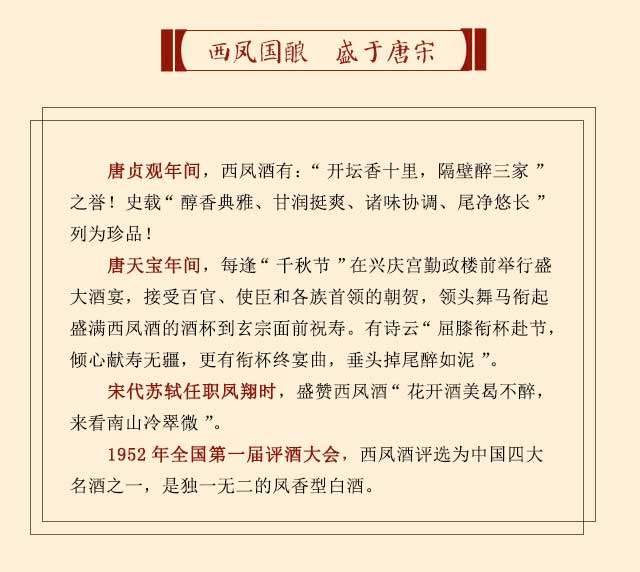 西凤国酿 盛于唐宋
唐贞观年间，西凤酒有：“开坛香十里，隔壁醉三家”
之誉！史载“醇香典雅、甘润挺爽、诸味协调、尾净悠长”
列为珍品！
唐天宝年间，每逢“千秋节”在兴庆宫勤政楼前举行盛
大酒宴，接受百官、使臣和各族首领的朝贺，领头舞马衔起
盛满西凤酒的酒杯到玄宗面前祝寿。有诗云“屈膝衔杯赴节，
倾心献寿无疆，更有衔杯终宴曲，垂头掉尾醉如泥”。
宋代苏轼任职凤翔时，盛赞西凤酒“花开酒美曷不醉，
来看南山冷翠微”。
1952年全国第一届评酒大会，西凤酒评选为中国四大
名酒之一，是独一无二的凤香型白酒。